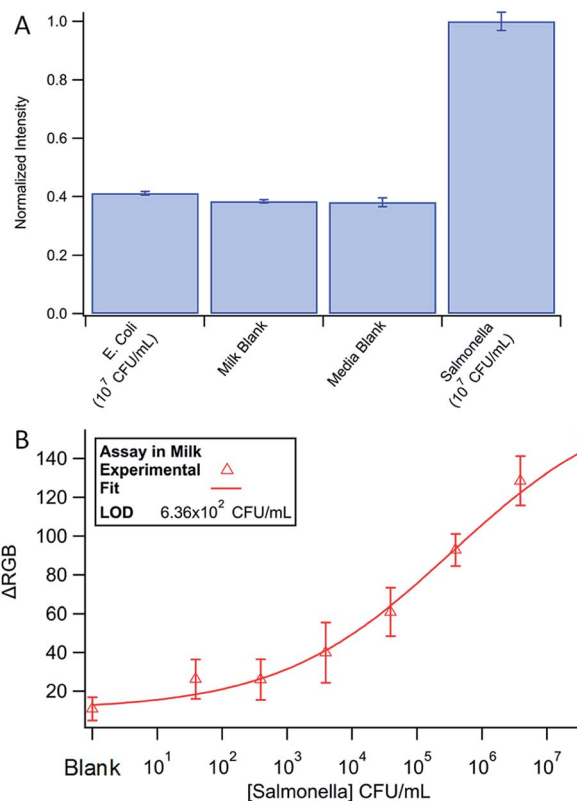 A
1.0
0.8
0.6
0.4
0.2
0.0
Normalized Intensity
E. Coli
(10⁷ CFU/mL)
Milk Blank
Media Blank
Salmonella
(10⁷ CFU/mL)
B
Assay in Milk
Experimental
Fit
LOD 6.36x10² CFU/mL
140
120
100
80
60
40
20
ΔRGB
Blank 10¹ 10² 10³ 10⁴ 10⁵ 10⁶ 10⁷
[Salmonella] CFU/mL